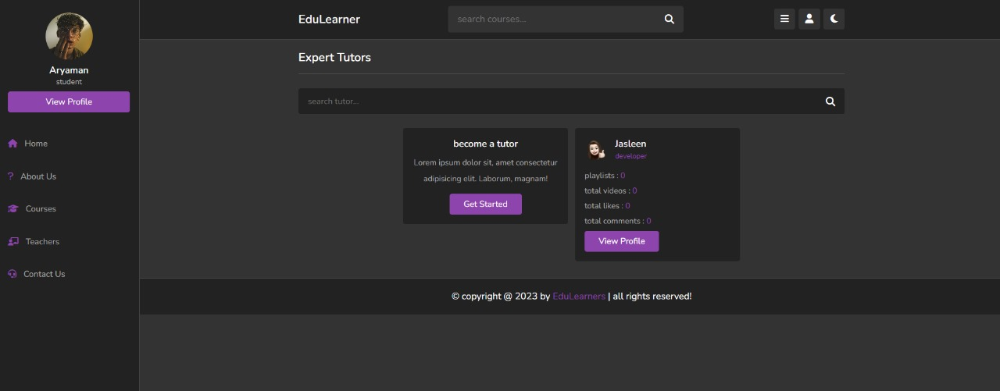 Aryaman
student
View Profile
Home
About Us
Courses
Teachers
Contact Us
EduLearner
search courses...
Expert Tutors
search tutor...
become a tutor
Lorem ipsum dolor sit, amet consectetur
adipisicing elit. Laborum, magnam!
Get Started
Jasleen
developer
playlists : 0
total videos : 0
total likes : 0
total comments : 0
View Profile
© copyright @ 2023 by EduLearners | all rights reserved!